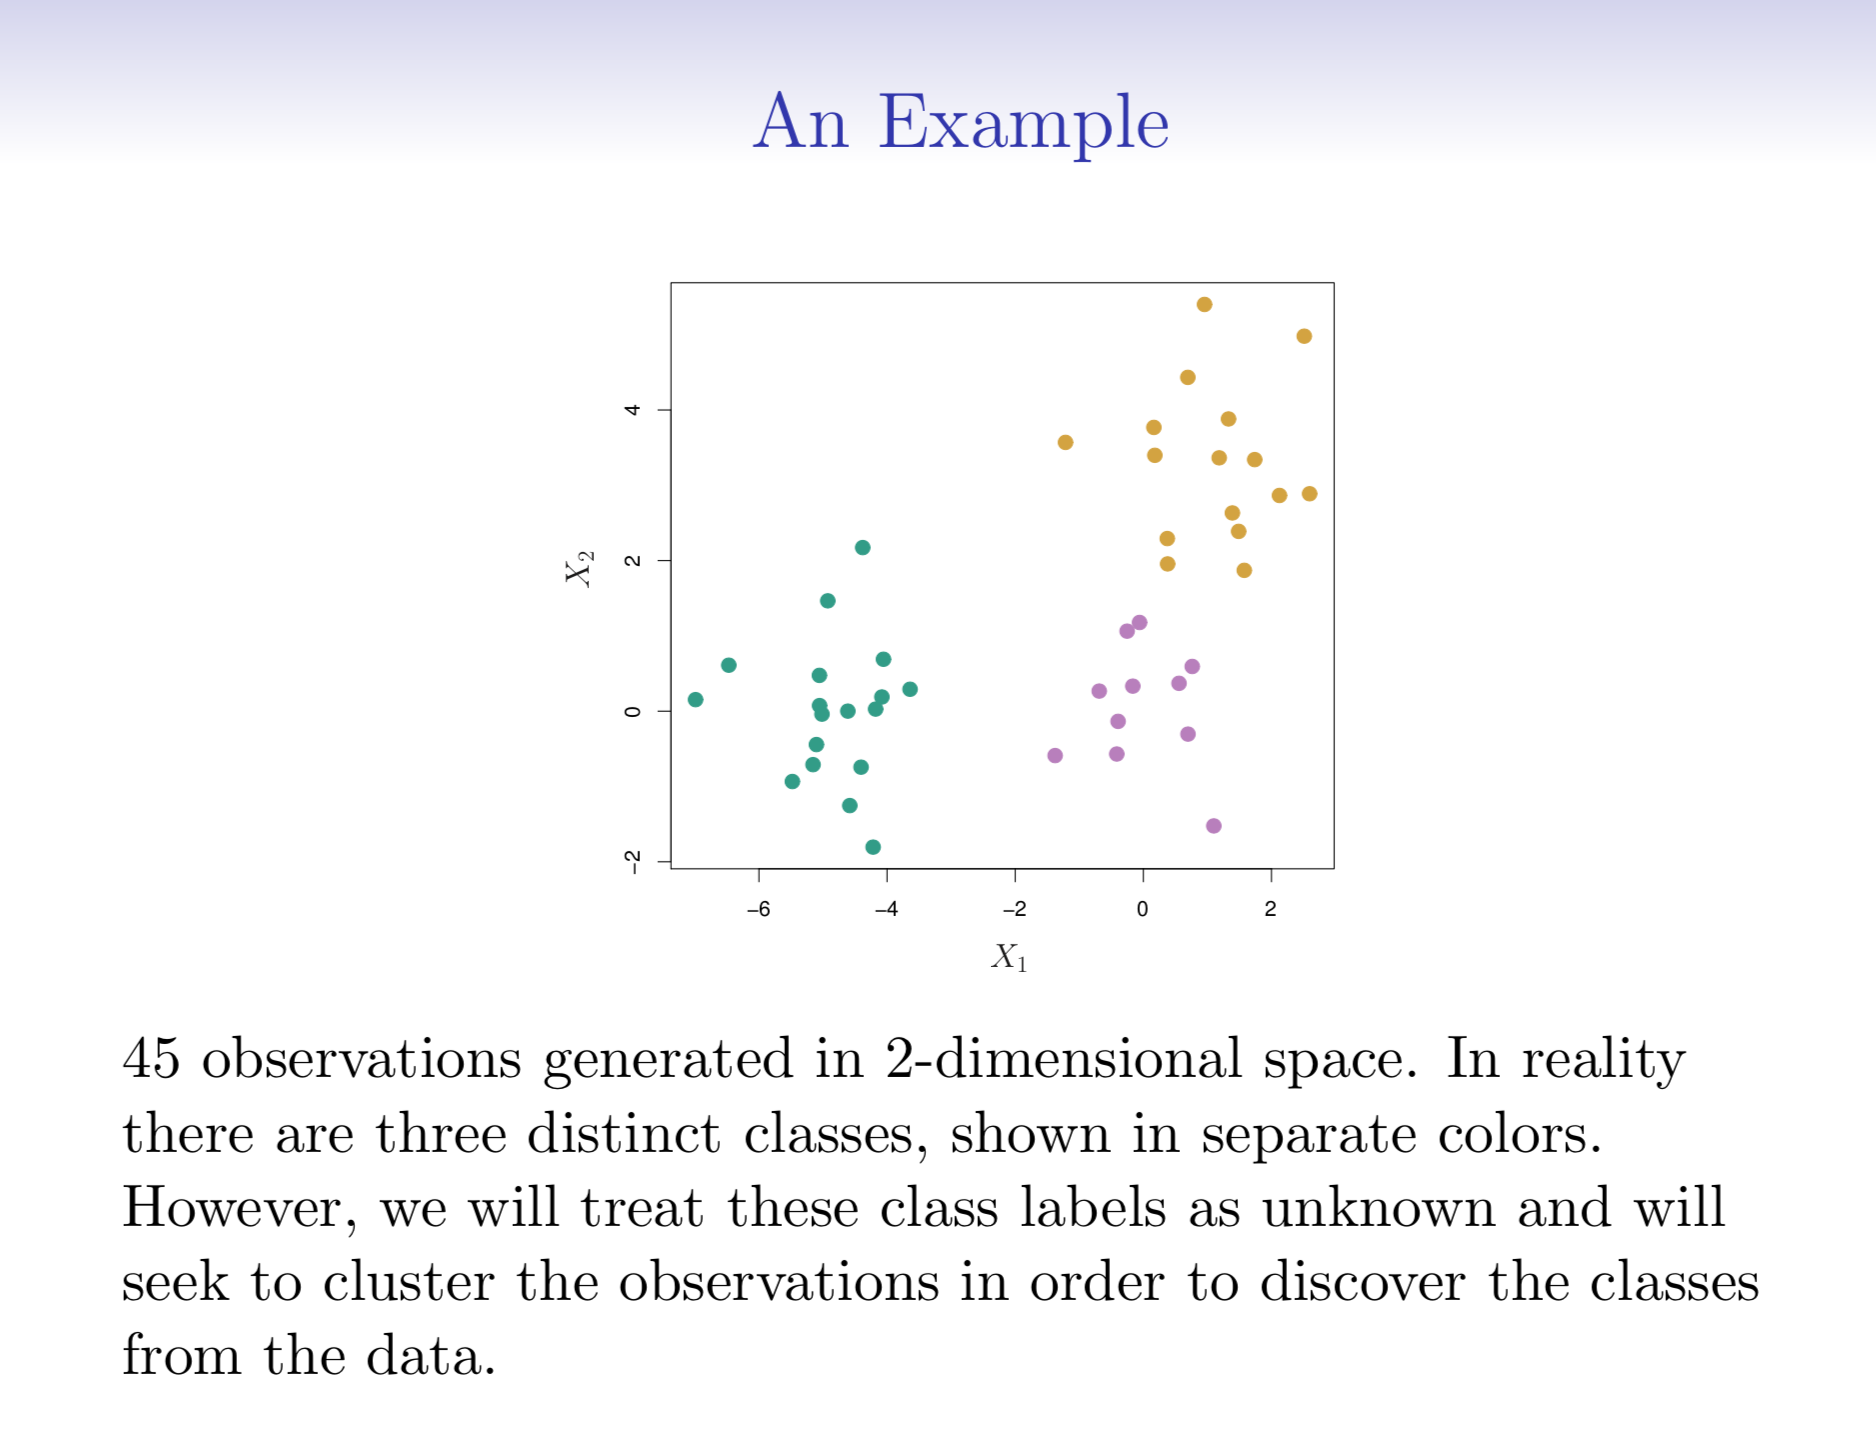 An Example
4
2
0
−2
X₂
−6 −4 −2 0 2
X₁
45 observations generated in 2-dimensional space. In reality
there are three distinct classes, shown in separate colors.
However, we will treat these class labels as unknown and will
seek to cluster the observations in order to discover the classes
from the data.